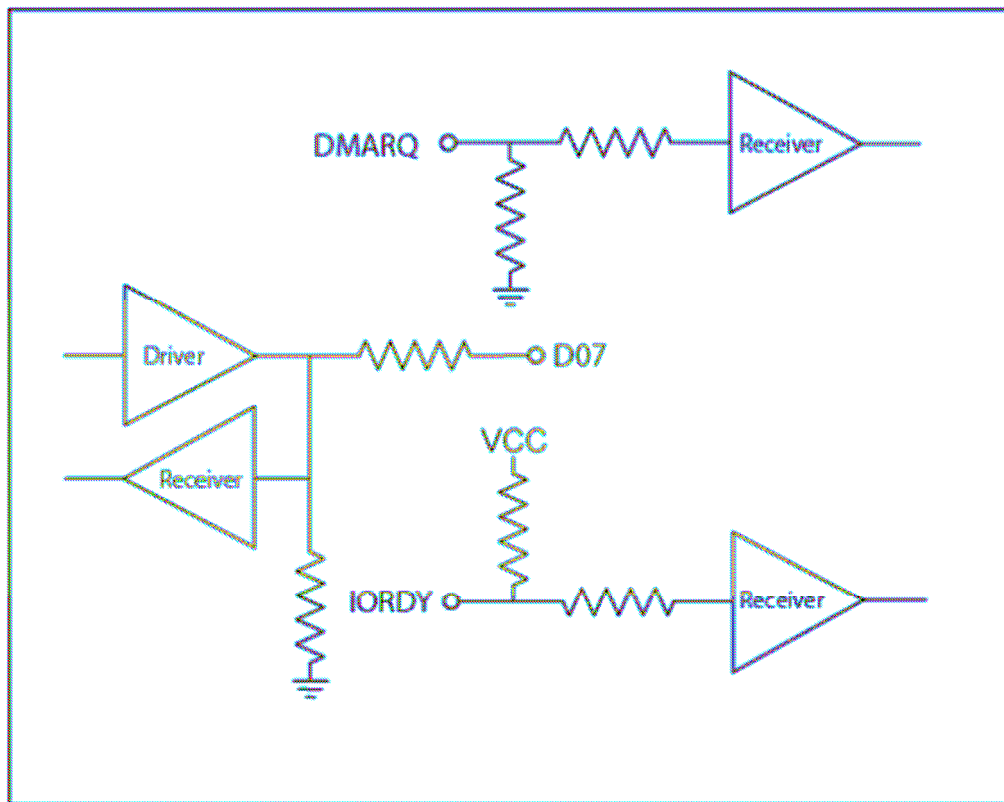 DMARQ
Receiver
Driver
D07
Receiver
VCC
IORDY
Receiver